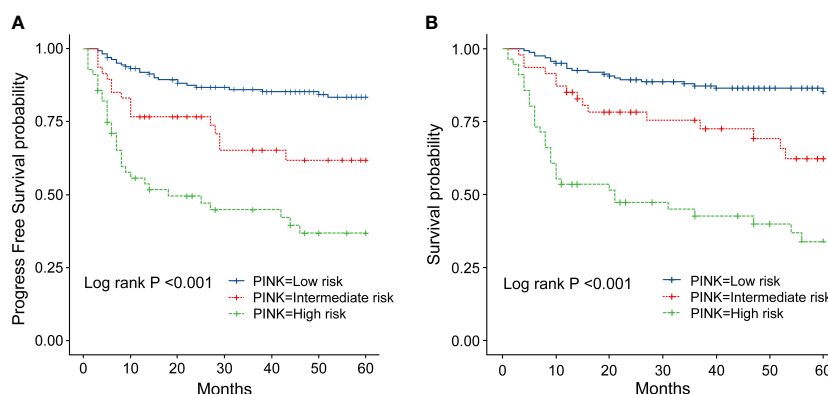 A
Progress Free Survival probability
1.00
0.75
0.50
0.25
0.00
Log rank P <0.001
PINK=Low risk
PINK=Intermediate risk
PINK=High risk
0 10 20 30 40 50 60
Months
B
Survival probability
1.00
0.75
0.50
0.25
0.00
Log rank P <0.001
PINK=Low risk
PINK=Intermediate risk
PINK=High risk
0 10 20 30 40 50 60
Months